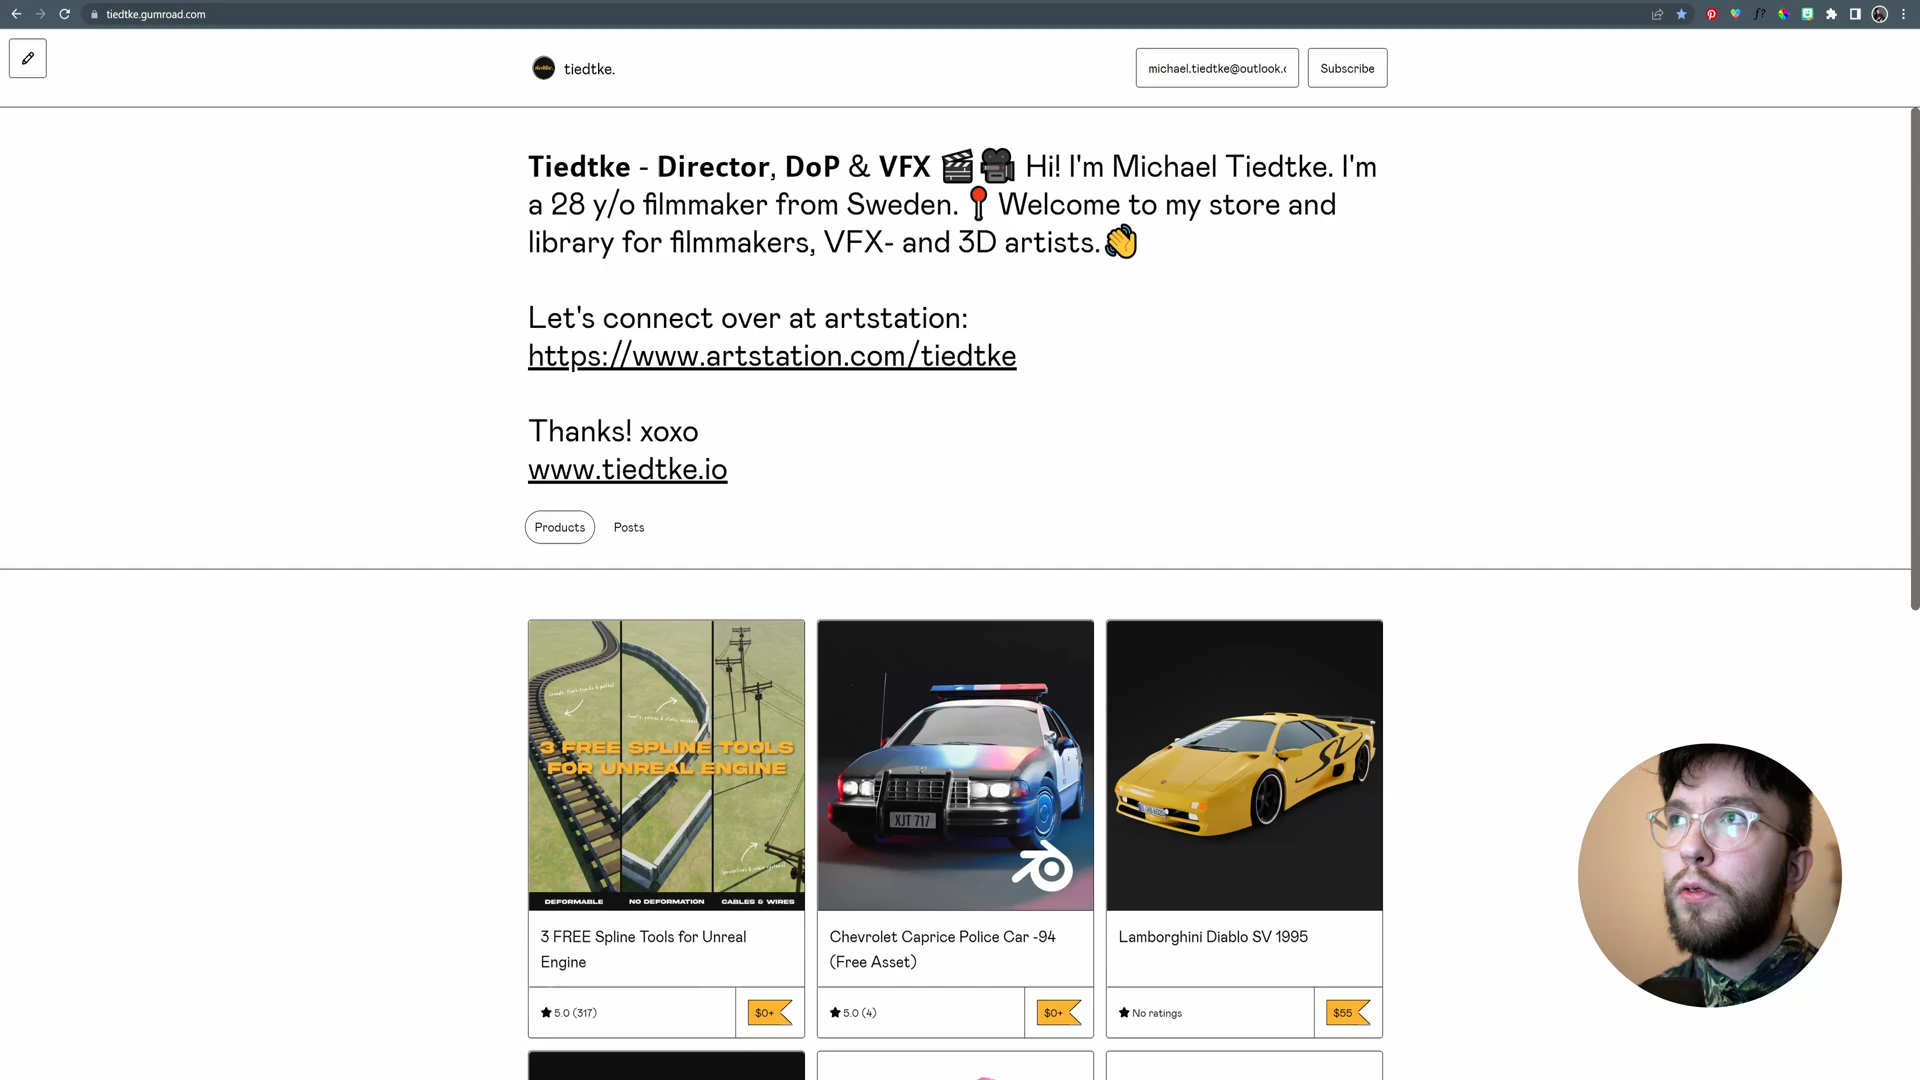 tiedtke.gumroad.com
tiedtke.
michael.tiedtke@outlook.c
Subscribe
Tiedtke - Director, DoP & VFX 🎬🎥 Hi! I'm Michael Tiedtke. I'm
a 28 y/o filmmaker from Sweden.📍Welcome to my store and
library for filmmakers, VFX- and 3D artists.👋
Let's connect over at artstation:
https://www.artstation.com/tiedtke
Thanks! xoxo
www.tiedtke.io
Products
Posts
3 FREE SPLINE TOOLS
FOR UNREAL ENGINE
DEFORMABLE
NO DEFORMATION
CABLES & WIRES
XJT 717
3 FREE Spline Tools for Unreal
Engine
Chevrolet Caprice Police Car -94
(Free Asset)
Lamborghini Diablo SV 1995
5.0 (317)
$0+
5.0 (4)
$0+
No ratings
$55